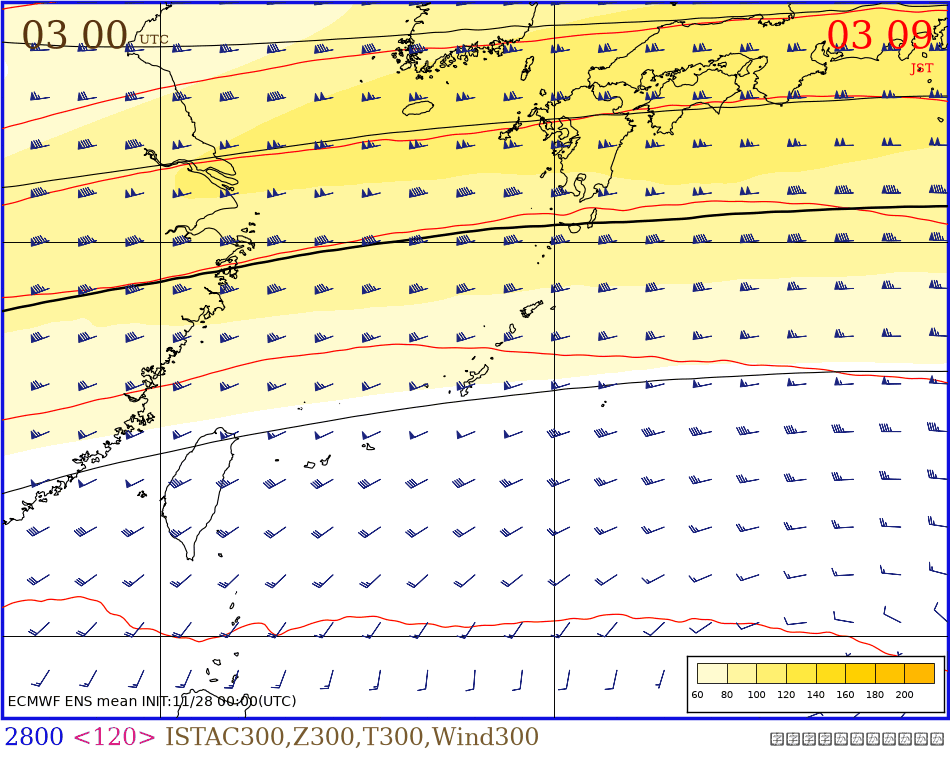 03 00 UTC 03 09 JST
60 80 100 120 140 160 180 200
ECMWF ENS mean INIT:11/28 00:00(UTC)
2800 <120> ISTAC300,Z300,T300,Wind300